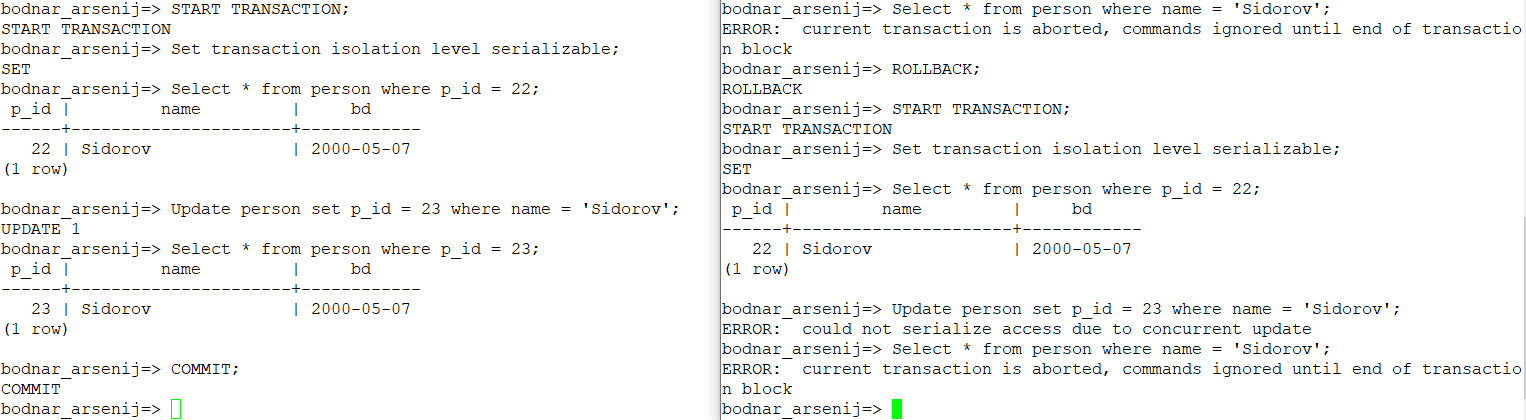 bodnar_arsenij=> START TRANSACTION;
START TRANSACTION
bodnar_arsenij=> Set transaction isolation level serializable;
SET
bodnar_arsenij=> Select * from person where p_id = 22;
 p_id |         name         |     bd
------+----------------------+------------
   22 | Sidorov              | 2000-05-07
(1 row)
bodnar_arsenij=> Update person set p_id = 23 where name = 'Sidorov';
UPDATE 1
bodnar_arsenij=> Select * from person where p_id = 23;
 p_id |         name         |     bd
------+----------------------+------------
   23 | Sidorov              | 2000-05-07
(1 row)
bodnar_arsenij=> COMMIT;
COMMIT
bodnar_arsenij=>
bodnar_arsenij=> Select * from person where name = 'Sidorov';
ERROR:  current transaction is aborted, commands ignored until end of transactio
n block
bodnar_arsenij=> ROLLBACK;
ROLLBACK
bodnar_arsenij=> START TRANSACTION;
START TRANSACTION
bodnar_arsenij=> Set transaction isolation level serializable;
SET
bodnar_arsenij=> Select * from person where p_id = 22;
 p_id |         name         |     bd
------+----------------------+------------
   22 | Sidorov              | 2000-05-07
(1 row)
bodnar_arsenij=> Update person set p_id = 23 where name = 'Sidorov';
ERROR:  could not serialize access due to concurrent update
bodnar_arsenij=> Select * from person where name = 'Sidorov';
ERROR:  current transaction is aborted, commands ignored until end of transactio
n block
bodnar_arsenij=>